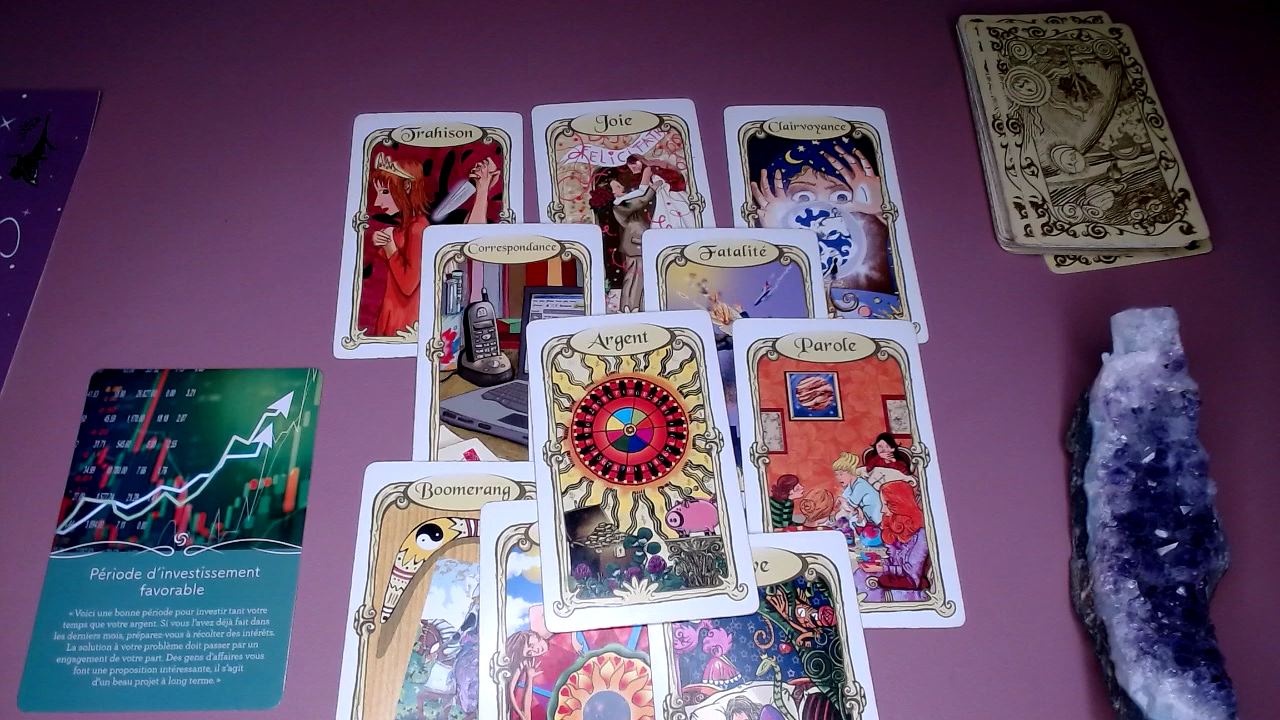 Trahison
Joie
Clairvoyance
FELICITATI
Correspondance
Fatalité
Argent
Parole
Boomerang
ve
Période d'investissement
favorable
« Voici une bonne période pour investir tant votre
temps que votre argent. Si vous l'avez déjà fait dans
les derniers mois, préparez-vous à récolter des intérêts.
La solution à votre problème doit passer par un
engagement de votre part. Des gens d'affaires vous
font une proposition intéressante, il s'agit
d'un beau projet à long terme. »